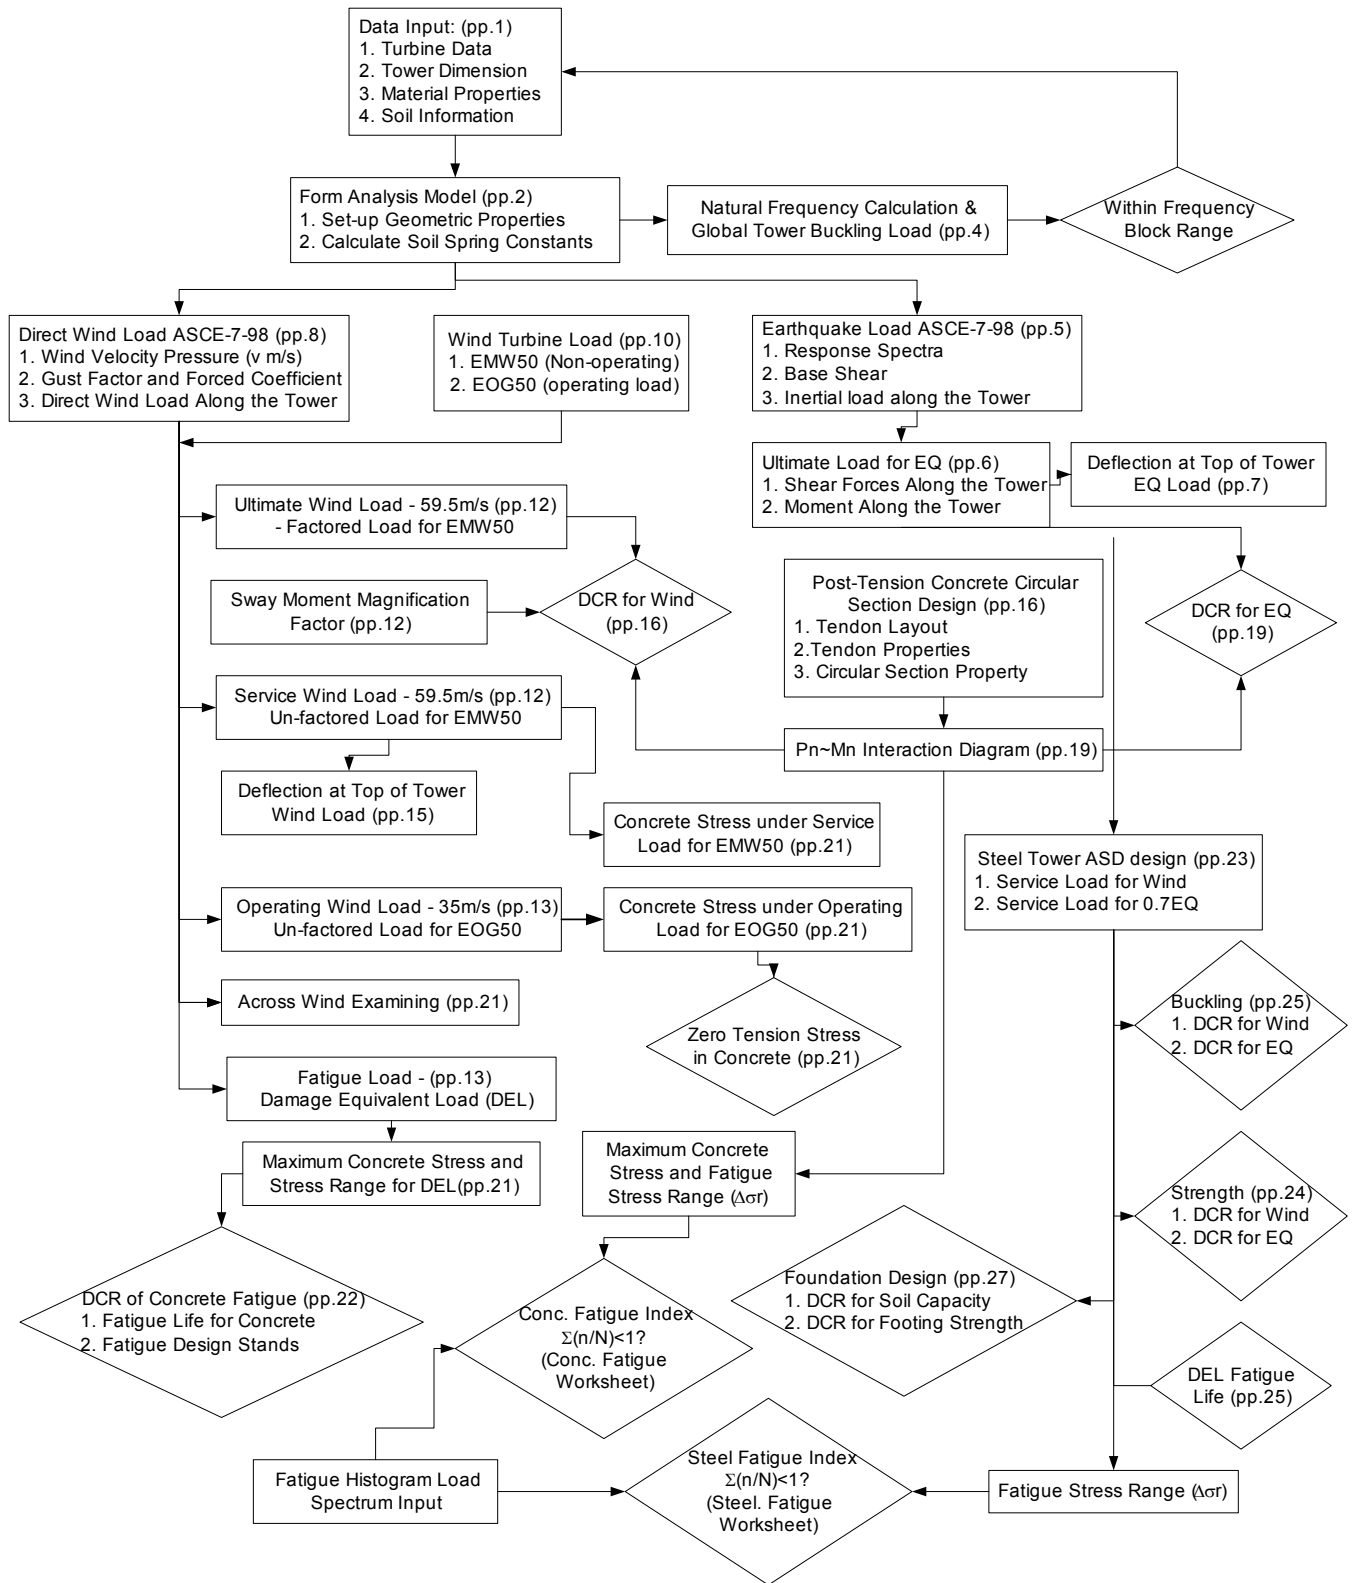 Data Input: (pp.1)
1. Turbine Data
2. Tower Dimension
3. Material Properties
4. Soil Information
Form Analysis Model (pp.2)
1. Set-up Geometric Properties
2. Calculate Soil Spring Constants
Natural Frequency Calculation &
Global Tower Buckling Load (pp.4)
Within Frequency
Block Range
Direct Wind Load ASCE-7-98 (pp.8)
1. Wind Velocity Pressure (v m/s)
2. Gust Factor and Forced Coefficient
3. Direct Wind Load Along the Tower
Wind Turbine Load (pp.10)
1. EMW50 (Non-operating)
2. EOG50 (operating load)
Earthquake Load ASCE-7-98 (pp.5)
1. Response Spectra
2. Base Shear
3. Inertial load along the Tower
Ultimate Load for EQ (pp.6)
1. Shear Forces Along the Tower
2. Moment Along the Tower
Deflection at Top of Tower
EQ Load (pp.7)
Ultimate Wind Load - 59.5m/s (pp.12)
- Factored Load for EMW50
Sway Moment Magnification
Factor (pp.12)
DCR for Wind
(pp.16)
Post-Tension Concrete Circular
Section Design (pp.16)
1. Tendon Layout
2.Tendon Properties
3. Circular Section Property
DCR for EQ
(pp.19)
Service Wind Load - 59.5m/s (pp.12)
Un-factored Load for EMW50
Pn~Mn Interaction Diagram (pp.19)
Deflection at Top of Tower
Wind Load (pp.15)
Concrete Stress under Service
Load for EMW50 (pp.21)
Steel Tower ASD design (pp.23)
1. Service Load for Wind
2. Service Load for 0.7EQ
Operating Wind Load - 35m/s (pp.13)
Un-factored Load for EOG50
Concrete Stress under Operating
Load for EOG50 (pp.21)
Across Wind Examining (pp.21)
Zero Tension Stress
in Concrete (pp.21)
Buckling (pp.25)
1. DCR for Wind
2. DCR for EQ
Fatigue Load - (pp.13)
Damage Equivalent Load (DEL)
Maximum Concrete Stress and
Stress Range for DEL(pp.21)
Maximum Concrete
Stress and Fatigue
Stress Range (Δσr)
Strength (pp.24)
1. DCR for Wind
2. DCR for EQ
DCR of Concrete Fatigue (pp.22)
1. Fatigue Life for Concrete
2. Fatigue Design Stands
Conc. Fatigue Index
Σ(n/N)<1?
(Conc. Fatigue
Worksheet)
Foundation Design (pp.27)
1. DCR for Soil Capacity
2. DCR for Footing Strength
DEL Fatigue
Life (pp.25)
Fatigue Histogram Load
Spectrum Input
Steel Fatigue Index
Σ(n/N)<1?
(Steel. Fatigue
Worksheet)
Fatigue Stress Range (Δσr)